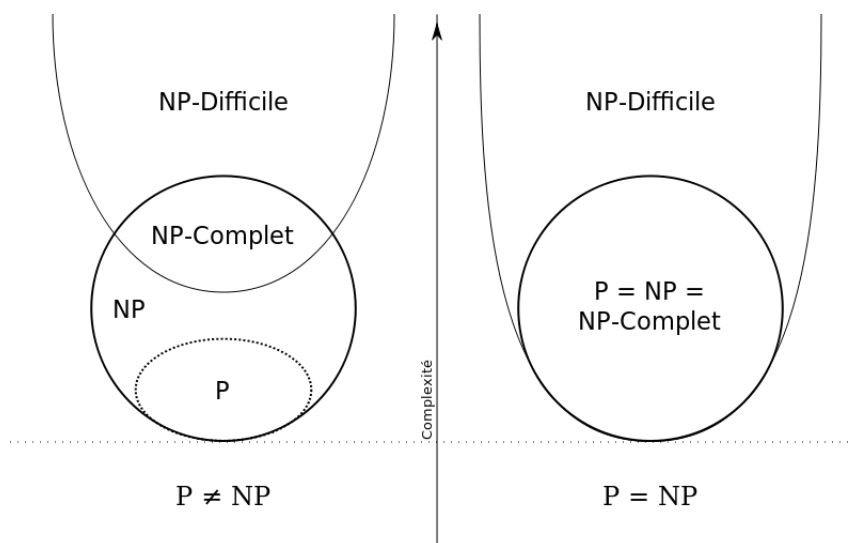 NP-Difficile
NP-Complet
NP
P
P ≠ NP
Complexité
NP-Difficile
P = NP =
NP-Complet
P = NP